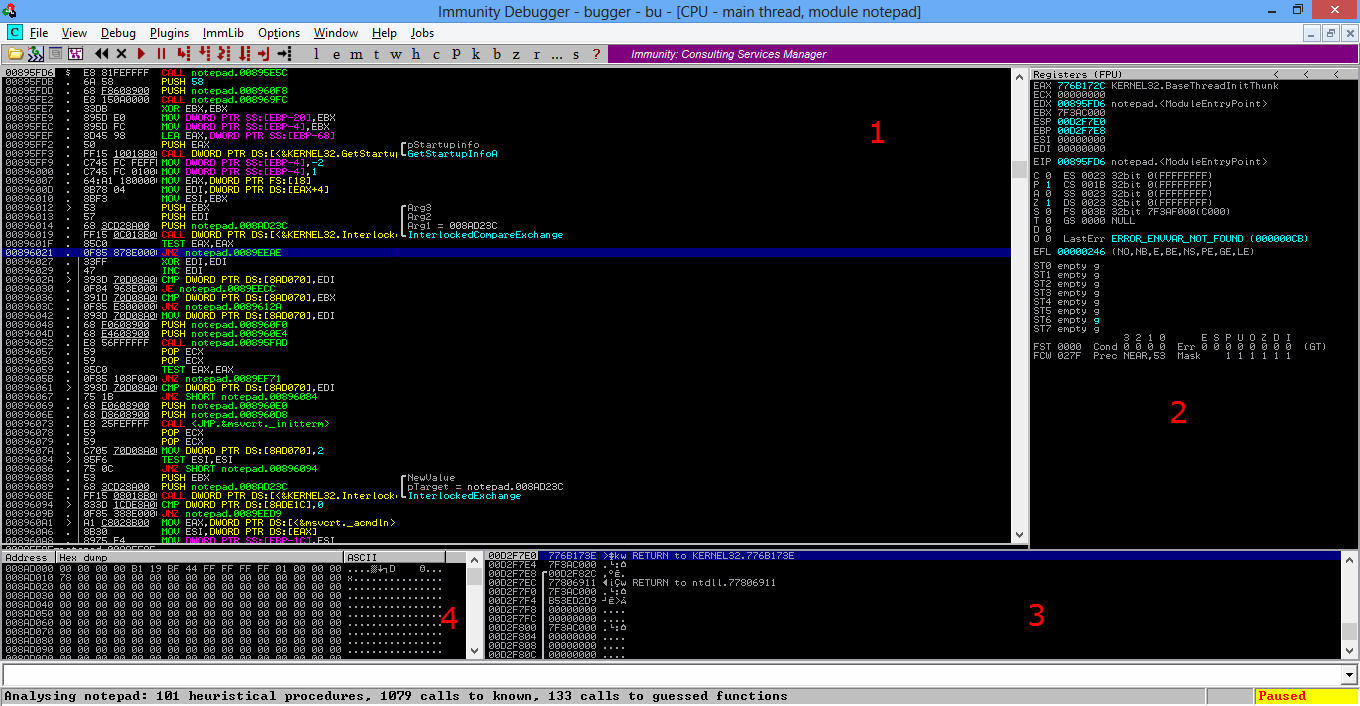 Immunity Debugger - bugger - bu - [CPU - main thread, module notepad]
C File View Debug Plugins ImmLib Options Window Help Jobs
l e m t w h c P k b z r ... s ? Immunity: Consulting Services Manager
00895FD6 $ E8 81FEFFFF CALL notepad.00895E5C
00895FDB . 6A 58 PUSH 58
00895FDD . 68 F8608900 PUSH notepad.008960F8
00895FE2 . E8 150A0000 CALL notepad.008969FC
00895FE7 . 33DB XOR EBX,EBX
00895FE9 . 895D E0 MOV DWORD PTR SS:[EBP-20],EBX
00895FEC . 895D FC MOV DWORD PTR SS:[EBP-4],EBX
00895FEF . 8D45 98 LEA EAX,DWORD PTR SS:[EBP-68]
00895FF2 . 50 PUSH EAX pStartupinfo
00895FF3 . FF15 10018B0 CALL DWORD PTR DS:[<&KERNEL32.GetStartu GetStartupInfoA
00895FF9 . C745 FC FEFF MOV DWORD PTR SS:[EBP-4],-2
00896000 . C745 FC 0100 MOV DWORD PTR SS:[EBP-4],1
00896007 . 64:A1 180000 MOV EAX,DWORD PTR FS:[18]
0089600D . 8B78 04 MOV EDI,DWORD PTR DS:[EAX+4]
00896010 . 8BF3 MOV ESI,EBX
00896012 > 53 PUSH EBX Arg3
00896013 . 57 PUSH EDI Arg2
00896014 . 68 3CD28A00 PUSH notepad.008AD23C Arg1 = 008AD23C
00896019 . FF15 0C018B0 CALL DWORD PTR DS:[<&KERNEL32.Interlock InterlockedCompareExchange
0089601F . 85C0 TEST EAX,EAX
00896021 . 0F85 878E000 JNZ notepad.0089EEAE
00896027 . 33FF XOR EDI,EDI
00896029 . 47 INC EDI
0089602A > 393D 70D08A0 CMP DWORD PTR DS:[8AD070],EDI
00896030 . 0F84 968E000 JE notepad.0089EECC
00896036 . 391D 70D08A0 CMP DWORD PTR DS:[8AD070],EBX
0089603C . 0F85 E800000 JNZ notepad.0089612A
00896042 . 893D 70D08A0 MOV DWORD PTR DS:[8AD070],EDI
00896048 . 68 F0608900 PUSH notepad.008960F0
0089604D . 68 E4608900 PUSH notepad.008960E4
00896052 . E8 56FFFFFF CALL notepad.00895FAD
00896057 . 59 POP ECX
00896058 . 59 POP ECX
00896059 . 85C0 TEST EAX,EAX
0089605B . 0F85 108F000 JNZ notepad.0089EF71
00896061 > 393D 70D08A0 CMP DWORD PTR DS:[8AD070],EDI
00896067 . 75 1B JNZ SHORT notepad.00896084
00896069 . 68 E0608900 PUSH notepad.008960E0
0089606E . 68 D8608900 PUSH notepad.008960D8
00896073 . E8 25FEFFFF CALL <JMP.&msvcrt._initterm>
00896078 . 59 POP ECX
00896079 . 59 POP ECX
0089607A . C705 70D08A0 MOV DWORD PTR DS:[8AD070],2
00896084 > 85F6 TEST ESI,ESI
00896086 . 75 0C JNZ SHORT notepad.00896094
00896088 . 53 PUSH EBX NewValue
00896089 . 68 3CD28A00 PUSH notepad.008AD23C pTarget = notepad.008AD23C
0089608E . FF15 08018B0 CALL DWORD PTR DS:[<&KERNEL32.Interlock InterlockedExchange
00896094 > 833D 1CDE8A0 CMP DWORD PTR DS:[8ADE1C],0
0089609B . 0F85 388E000 JNZ notepad.0089EED9
008960A1 > A1 C8028B00 MOV EAX,DWORD PTR DS:[<&msvcrt._acmdln>
008960A6 . 8B30 MOV ESI,DWORD PTR DS:[EAX]
008960A8 . 8975 E4 MOV DWORD PTR SS:[EBP-1C],ESI
1
Registers (FPU) < < <
EAX 776B172C KERNEL32.BaseThreadInitThunk
ECX 00000000
EDX 00895FD6 notepad.<ModuleEntryPoint>
EBX 7F3AC000
ESP 00D2F7E0
EBP 00D2F7E8
ESI 00000000
EDI 00000000
EIP 00895FD6 notepad.<ModuleEntryPoint>
C 0 ES 0023 32bit 0(FFFFFFFF)
P 1 CS 001B 32bit 0(FFFFFFFF)
A 0 SS 0023 32bit 0(FFFFFFFF)
Z 1 DS 0023 32bit 0(FFFFFFFF)
S 0 FS 003B 32bit 7F3AF000(C000)
T 0 GS 0000 NULL
D 0
O 0 LastErr ERROR_ENVVAR_NOT_FOUND (000000CB)
EFL 00000246 (NO,NB,E,BE,NS,PE,GE,LE)
ST0 empty g
ST1 empty g
ST2 empty g
ST3 empty g
ST4 empty g
ST5 empty g
ST6 empty g
ST7 empty g
3 2 1 0 E S P U O Z D I
FST 0000 Cond 0 0 0 0 Err 0 0 0 0 0 0 0 0 (GT)
FCW 027F Prec NEAR,53 Mask 1 1 1 1 1 1
2
Address Hex dump ASCII
008AD000 00 00 00 00 B1 19 BF 44 FF FF FF FF 01 00 00 00
008AD010 78 00 00 00 00 00 00 00 00 00 00 00 00 00 00 00 x...............
008AD020 00 00 00 00 00 00 00 00 00 00 00 00 00 00 00 00 ................
008AD030 00 00 00 00 00 00 00 00 00 00 00 00 00 00 00 00 ................
008AD040 00 00 00 00 00 00 00 00 00 00 00 00 00 00 00 00 ................
008AD050 00 00 00 00 00 00 00 00 00 00 00 00 00 00 00 00 ................
008AD060 00 00 00 00 00 00 00 00 00 00 00 00 00 00 00 00 ................
008AD070 00 00 00 00 00 00 00 00 00 00 00 00 00 00 00 00 ................
008AD080 00 00 00 00 00 00 00 00 00 00 00 00 00 00 00 00 ................
008AD090 00 00 00 00 00 00 00 00 00 00 00 00 00 00 00 00 ................
4
00D2F7E0 776B173E >‡kw RETURN to KERNEL32.776B173E
00D2F7E4 7F3AC000
00D2F7E8 00D2F82C
00D2F7EC 77806911 RETURN to ntdll.77806911
00D2F7F0 7F3AC000
00D2F7F4 B53ED2D9
00D2F7F8 00000000 ....
00D2F7FC 00000000 ....
00D2F800 7F3AC000
00D2F804 00000000 ....
00D2F808 00000000 ....
00D2F80C 00000000 ....
3
Analysing notepad: 101 heuristical procedures, 1079 calls to known, 133 calls to guessed functions
Paused